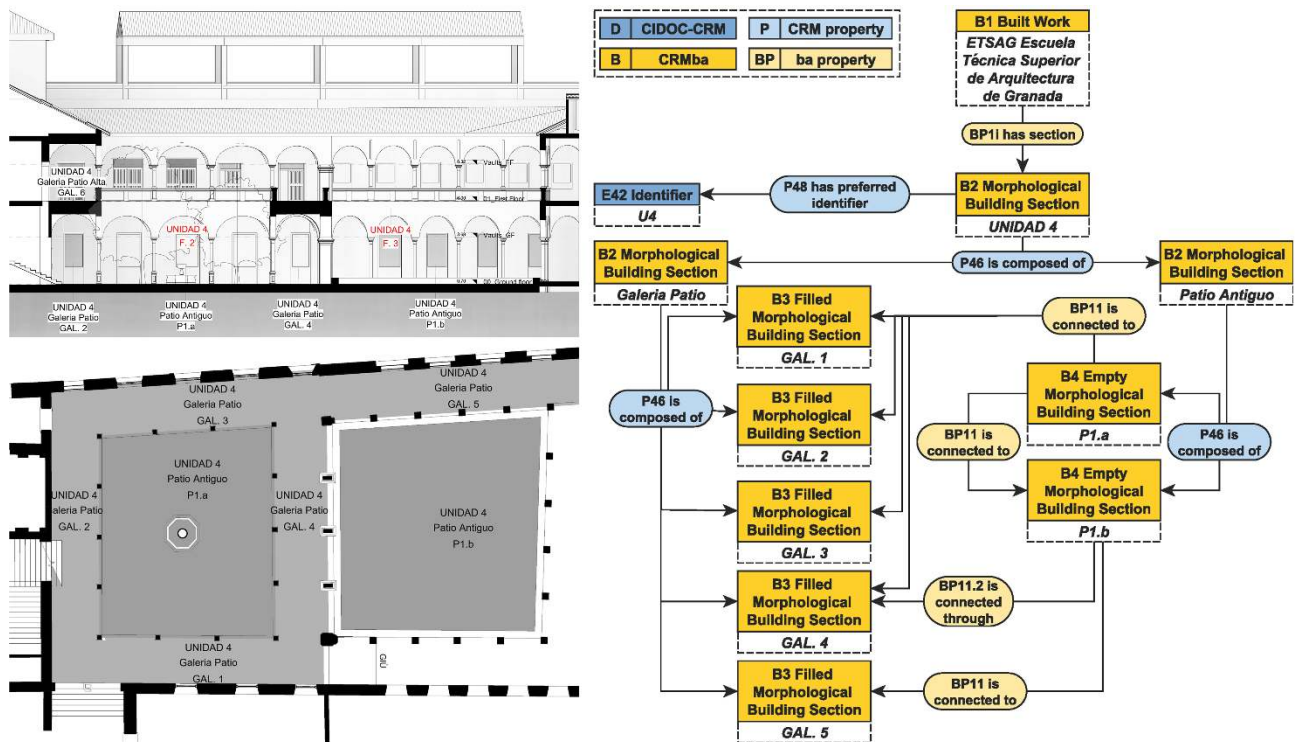 UNIDAD 4
Galeria Patio Alta
GAL. 6
Vaults_FF
01_First Floor
UNIDAD 4
F. 2
UNIDAD 4
F. 3
Vaults_GF
00_Ground floor
UNIDAD 4
Galeria Patio
GAL. 2
UNIDAD 4
Patio Antiguo
P1.a
UNIDAD 4
Galeria Patio
GAL. 4
UNIDAD 4
Patio Antiguo
P1.b
UNIDAD 4
Galeria Patio
GAL. 5
UNIDAD 4
Galeria Patio
GAL. 3
UNIDAD 4
Patio Antiguo
P1.a
UNIDAD 4
aleria Patio
GAL. 2
UNIDAD 4
Galeria Patio
GAL. 4
UNIDAD 4
Patio Antiguo
P1.b
UNIDAD 4
Galeria Patio
GAL. 1
GIÙ
D CIDOC-CRM P CRM property
B CRMba BP ba property
B1 Built Work
ETSAG Escuela
Técnica Superior
de Arquitectura
de Granada
BP1i has section
B2 Morphological
Building Section
UNIDAD 4
P48 has preferred
identifier
E42 Identifier
U4
P46 is composed of
B2 Morphological
Building Section
Galeria Patio
B2 Morphological
Building Section
Patio Antiguo
B3 Filled
Morphological
Building Section
GAL. 1
BP11 is
connected to
P46 is
composed of
B3 Filled
Morphological
Building Section
GAL. 2
B4 Empty
Morphological
Building Section
P1.a
BP11 is
connected to
P46 is
composed of
B4 Empty
Morphological
Building Section
P1.b
B3 Filled
Morphological
Building Section
GAL. 3
B3 Filled
Morphological
Building Section
GAL. 4
BP11.2 is
connected
through
B3 Filled
Morphological
Building Section
GAL. 5
BP11 is
connected to